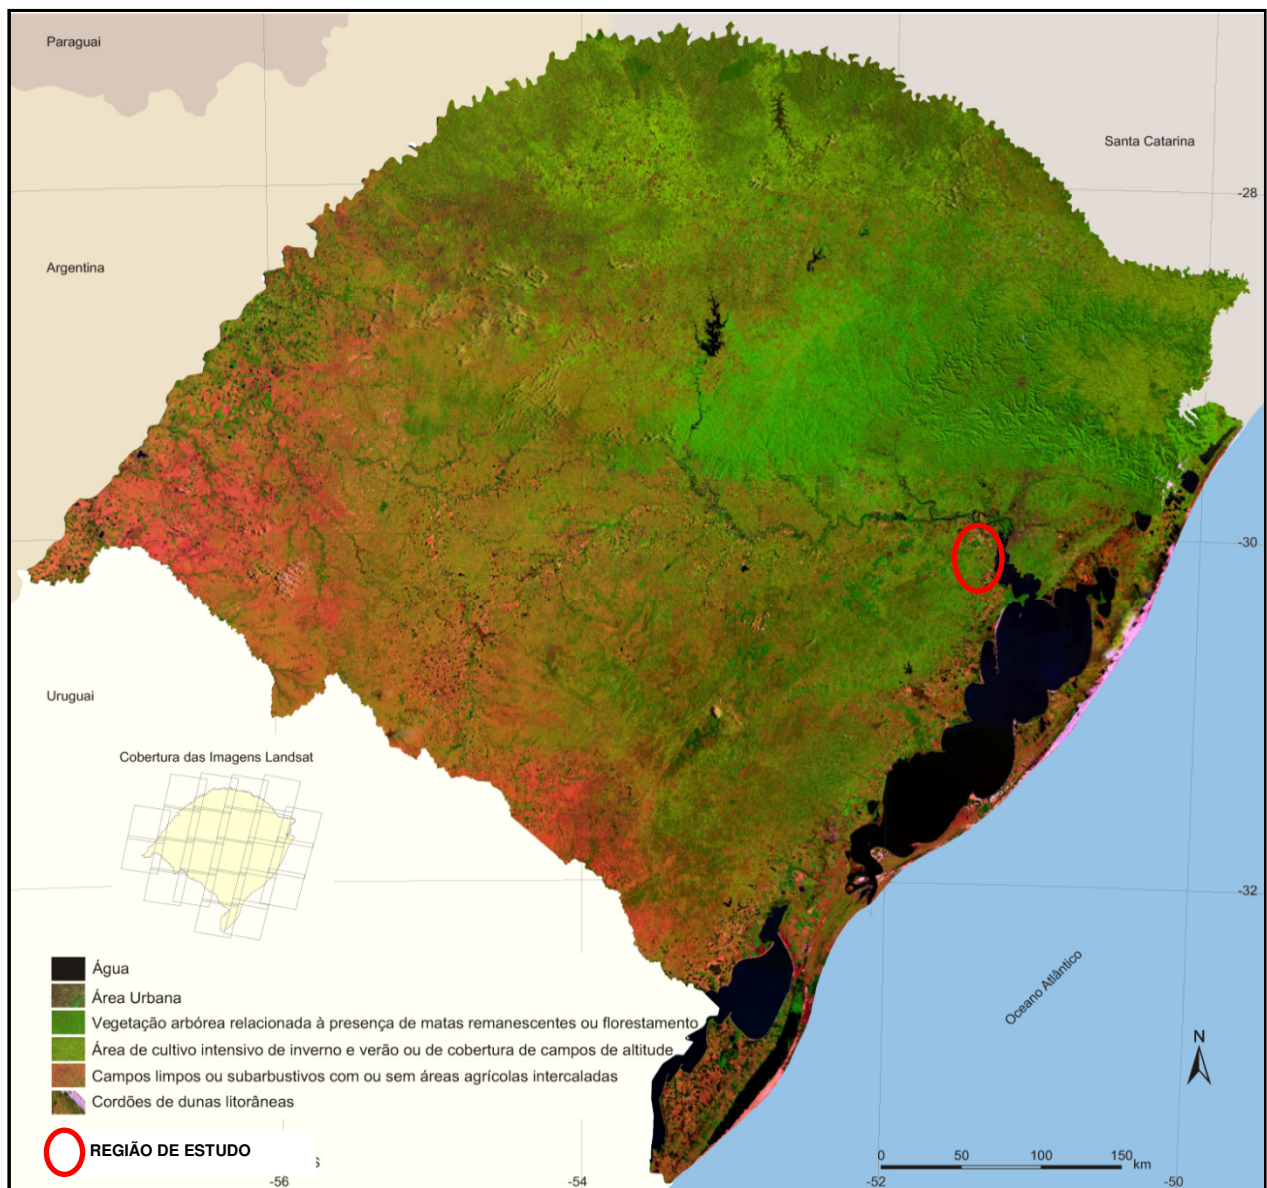 Paraguai
Santa Catarina
-28
Argentina
-30
Uruguai
Cobertura das Imagens Landsat
-32
Água
Área Urbana
Vegetação arbórea relacionada à presença de matas remanescentes ou florestamento
Área de cultivo intensivo de inverno e verão ou de cobertura de campos de altitude
Campos limpos ou subarbustivos com ou sem áreas agrícolas intercaladas
Cordões de dunas litorâneas
REGIÃO DE ESTUDO
s
Oceano Atlântico
N
0 50 100 150
km
-56 -54 -52 -50